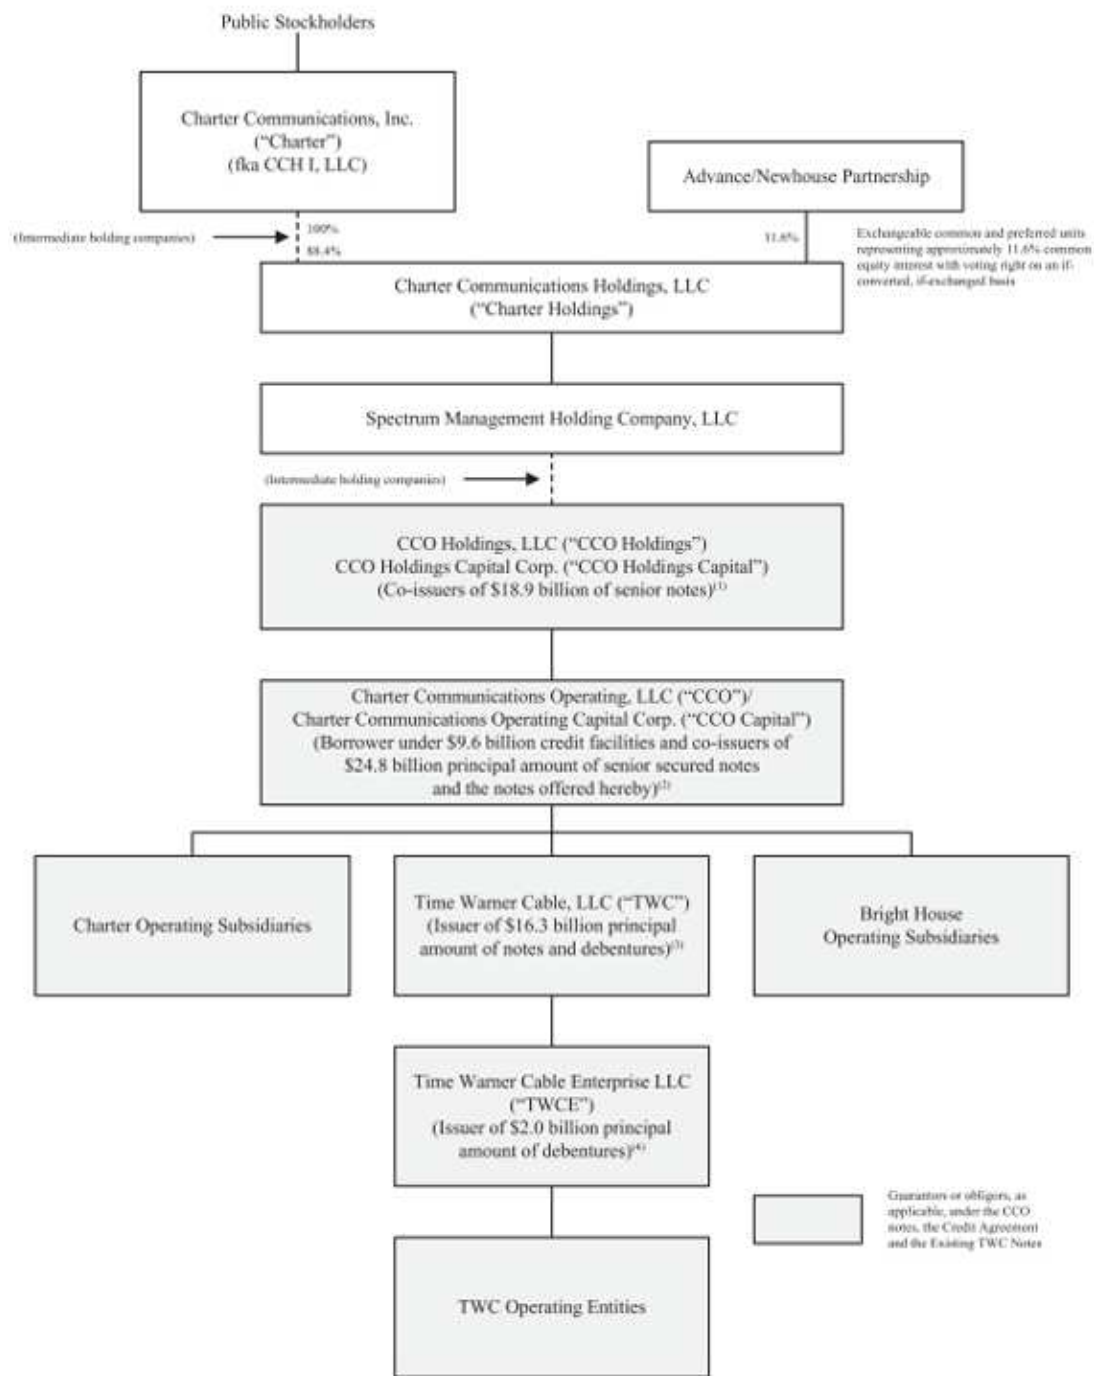 Public Stockholders
Charter Communications, Inc.
(“Charter”)
(fka CCH I, LLC)
Advance/Newhouse Partnership
(Intermediate holding companies)
100%
88.4%
11.6%
Exchangeable common and preferred units
representing approximately 11.6% common
equity interest with voting right on an if-
converted, if-exchanged basis
Charter Communications Holdings, LLC
(“Charter Holdings”)
Spectrum Management Holding Company, LLC
(Intermediate holding companies)
CCO Holdings, LLC (“CCO Holdings”)
CCO Holdings Capital Corp. (“CCO Holdings Capital”)
(Co-issuers of $18.9 billion of senior notes)(1)
Charter Communications Operating, LLC (“CCO”)/
Charter Communications Operating Capital Corp. (“CCO Capital”)
(Borrower under $9.6 billion credit facilities and co-issuers of
$24.8 billion principal amount of senior secured notes
and the notes offered hereby)(2)
Charter Operating Subsidiaries
Time Warner Cable, LLC (“TWC”)
(Issuer of $16.3 billion principal
amount of notes and debentures)(3)
Bright House
Operating Subsidiaries
Time Warner Cable Enterprise LLC
(“TWCE”)
(Issuer of $2.0 billion principal
amount of debentures)(4)
Guarantors or obligors, as
applicable, under the CCO
notes, the Credit Agreement
and the Existing TWC Notes
TWC Operating Entities